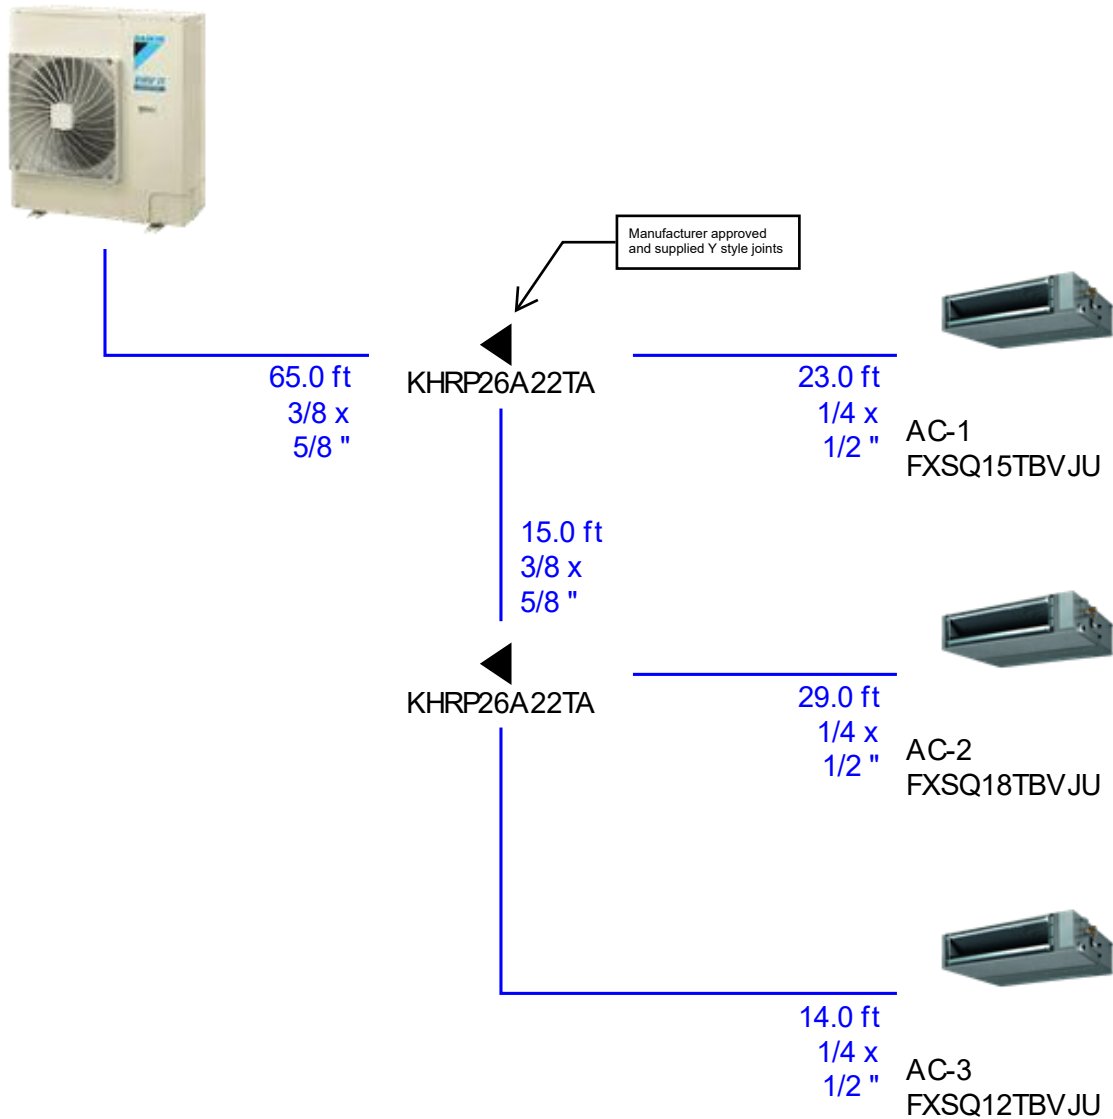 DAIKIN
Manufacturer approved
and supplied Y style joints
65.0 ft
3/8 x
5/8 "
KHRP26A22TA
23.0 ft
1/4 x
1/2 "
AC-1
FXSQ15TBVJU
15.0 ft
3/8 x
5/8 "
KHRP26A22TA
29.0 ft
1/4 x
1/2 "
AC-2
FXSQ18TBVJU
14.0 ft
1/4 x
1/2 "
AC-3
FXSQ12TBVJU